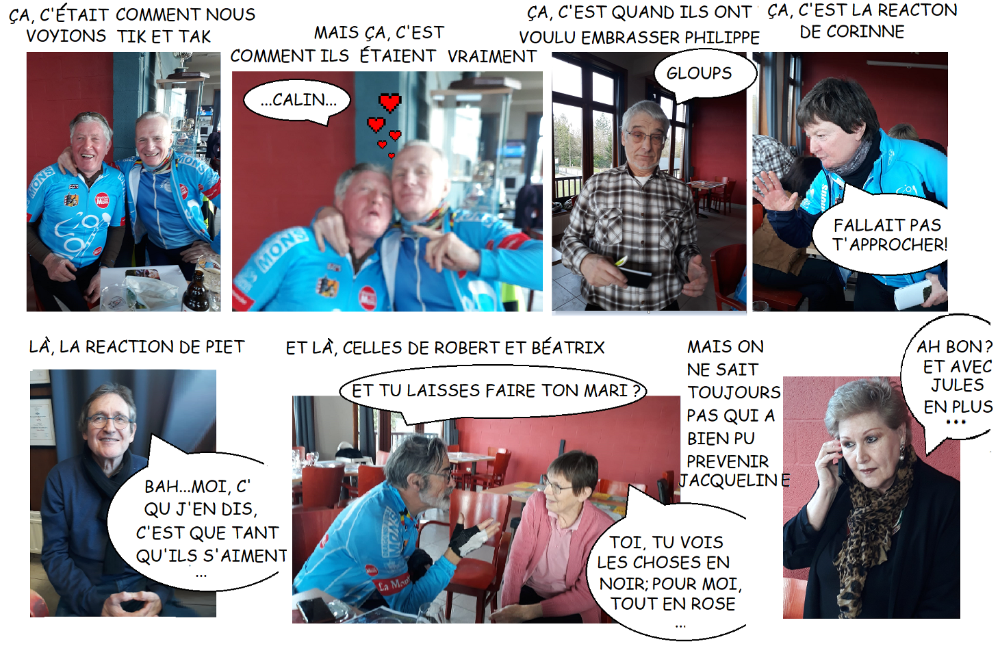 ÇA, C'ÉTAIT COMMENT NOUS
VOYIONS TIK ET TAK
MAIS ÇA, C'EST
COMMENT ILS ÉTAIENT VRAIMENT
...CALIN...
MONS
ÇA, C'EST QUAND ILS ONT
VOULU EMBRASSER PHILIPPE
GLOUPS
ÇA, C'EST LA REACTON
DE CORINNE
FALLAIT PAS
T'APPROCHER!
LÀ, LA REACTION DE PIET
BAH...MOI, C'
QU J'EN DIS,
C'EST QUE TANT
QU'ILS S'AIMENT
...
ET LÀ, CELLES DE ROBERT ET BÉATRIX
ET TU LAISSES FAIRE TON MARI ?
TOI, TU VOIS
LES CHOSES EN
NOIR; POUR MOI,
TOUT EN ROSE
...
MAIS ON
NE SAIT
TOUJOURS
PAS QUI A
BIEN PU
PREVENIR
JACQUELINE
AH BON?
ET AVEC
JULES
EN PLUS
...